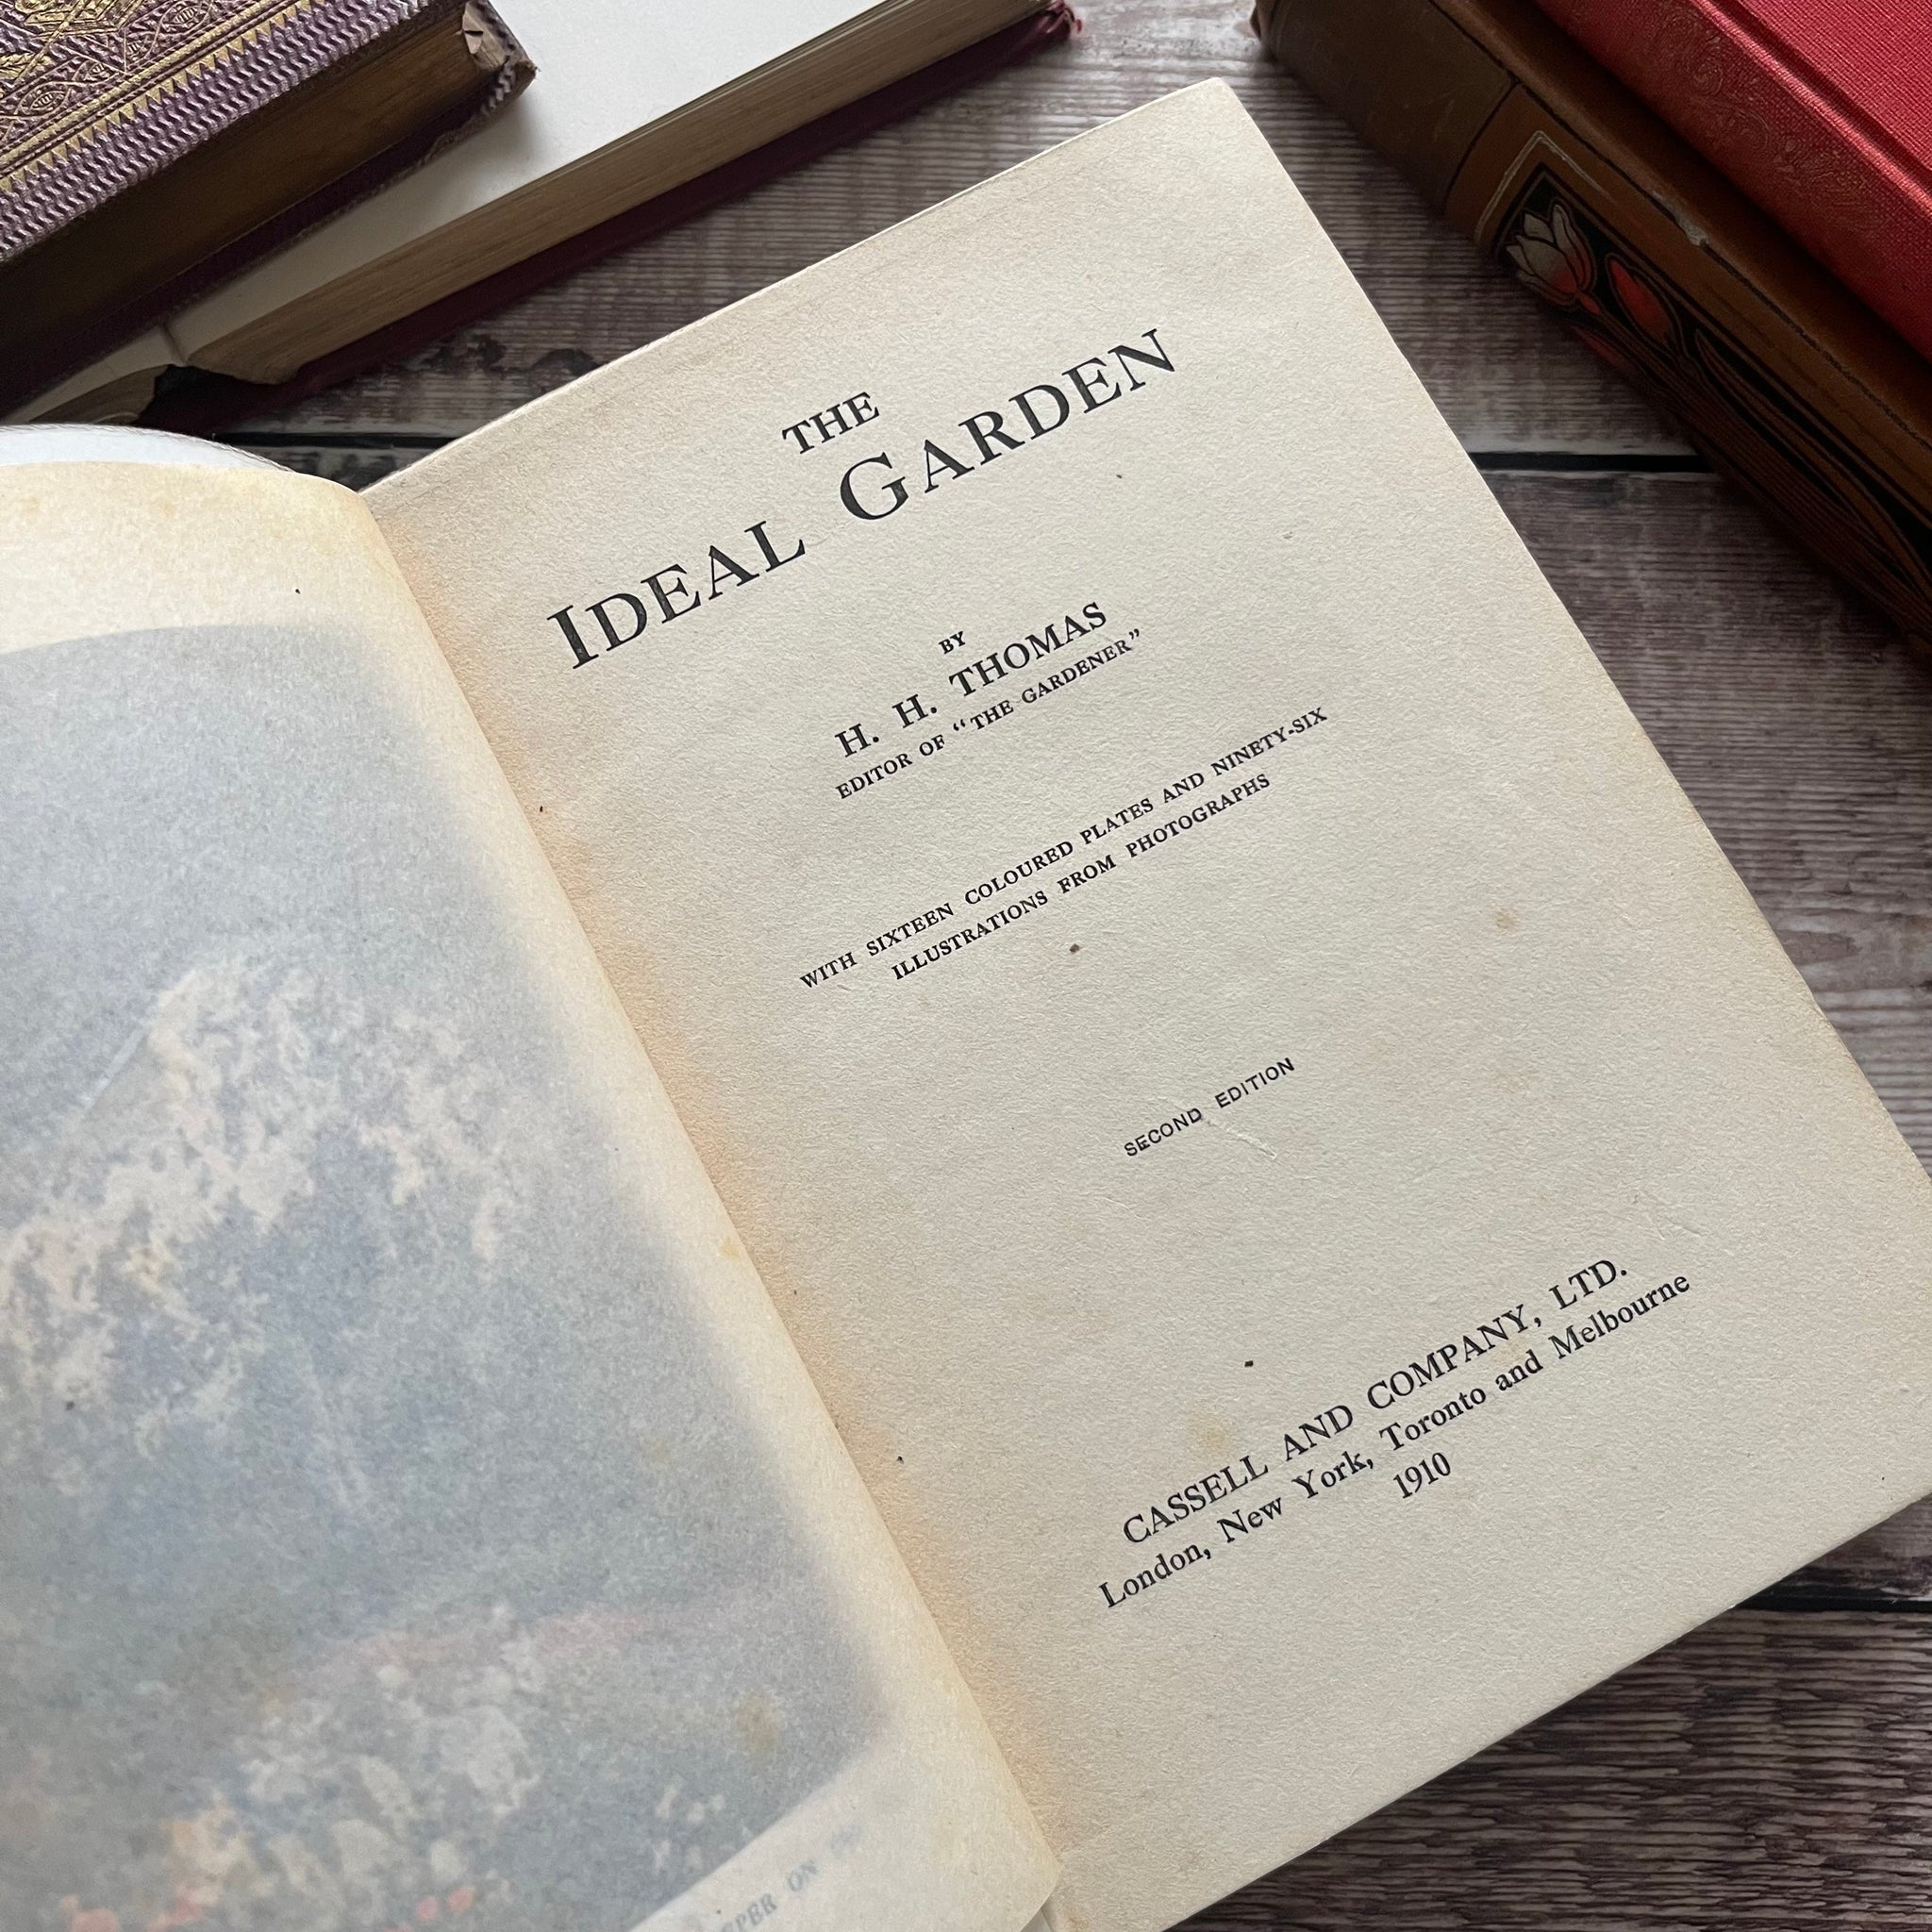 THE
IDEAL GARDEN
BY
H. H. THOMAS
EDITOR OF "THE GARDENER"
WITH SIXTEEN COLOURED PLATES AND NINETY-SIX
ILLUSTRATIONS FROM PHOTOGRAPHS
SECOND EDITION
CASSELL AND COMPANY, LTD.
London, New York, Toronto and Melbourne
1910
ON